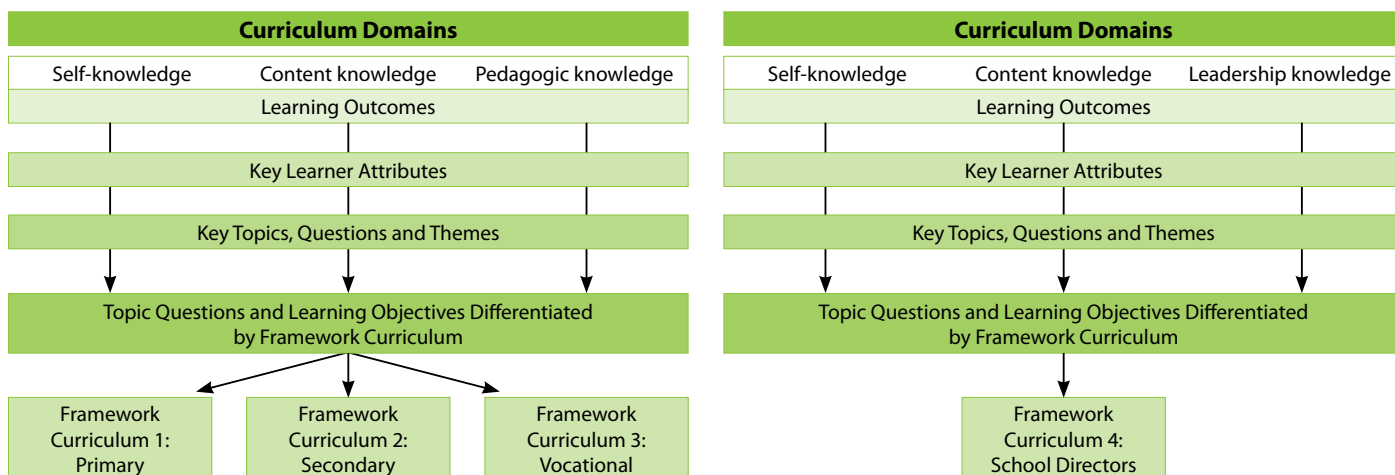 Curriculum Domains
Self-knowledge Content knowledge Pedagogic knowledge
Learning Outcomes
Key Learner Attributes
Key Topics, Questions and Themes
Topic Questions and Learning Objectives Differentiated
by Framework Curriculum
Framework
Curriculum 1:
Primary
Framework
Curriculum 2:
Secondary
Framework
Curriculum 3:
Vocational
Curriculum Domains
Self-knowledge Content knowledge Leadership knowledge
Learning Outcomes
Key Learner Attributes
Key Topics, Questions and Themes
Topic Questions and Learning Objectives Differentiated
by Framework Curriculum
Framework
Curriculum 4:
School Directors